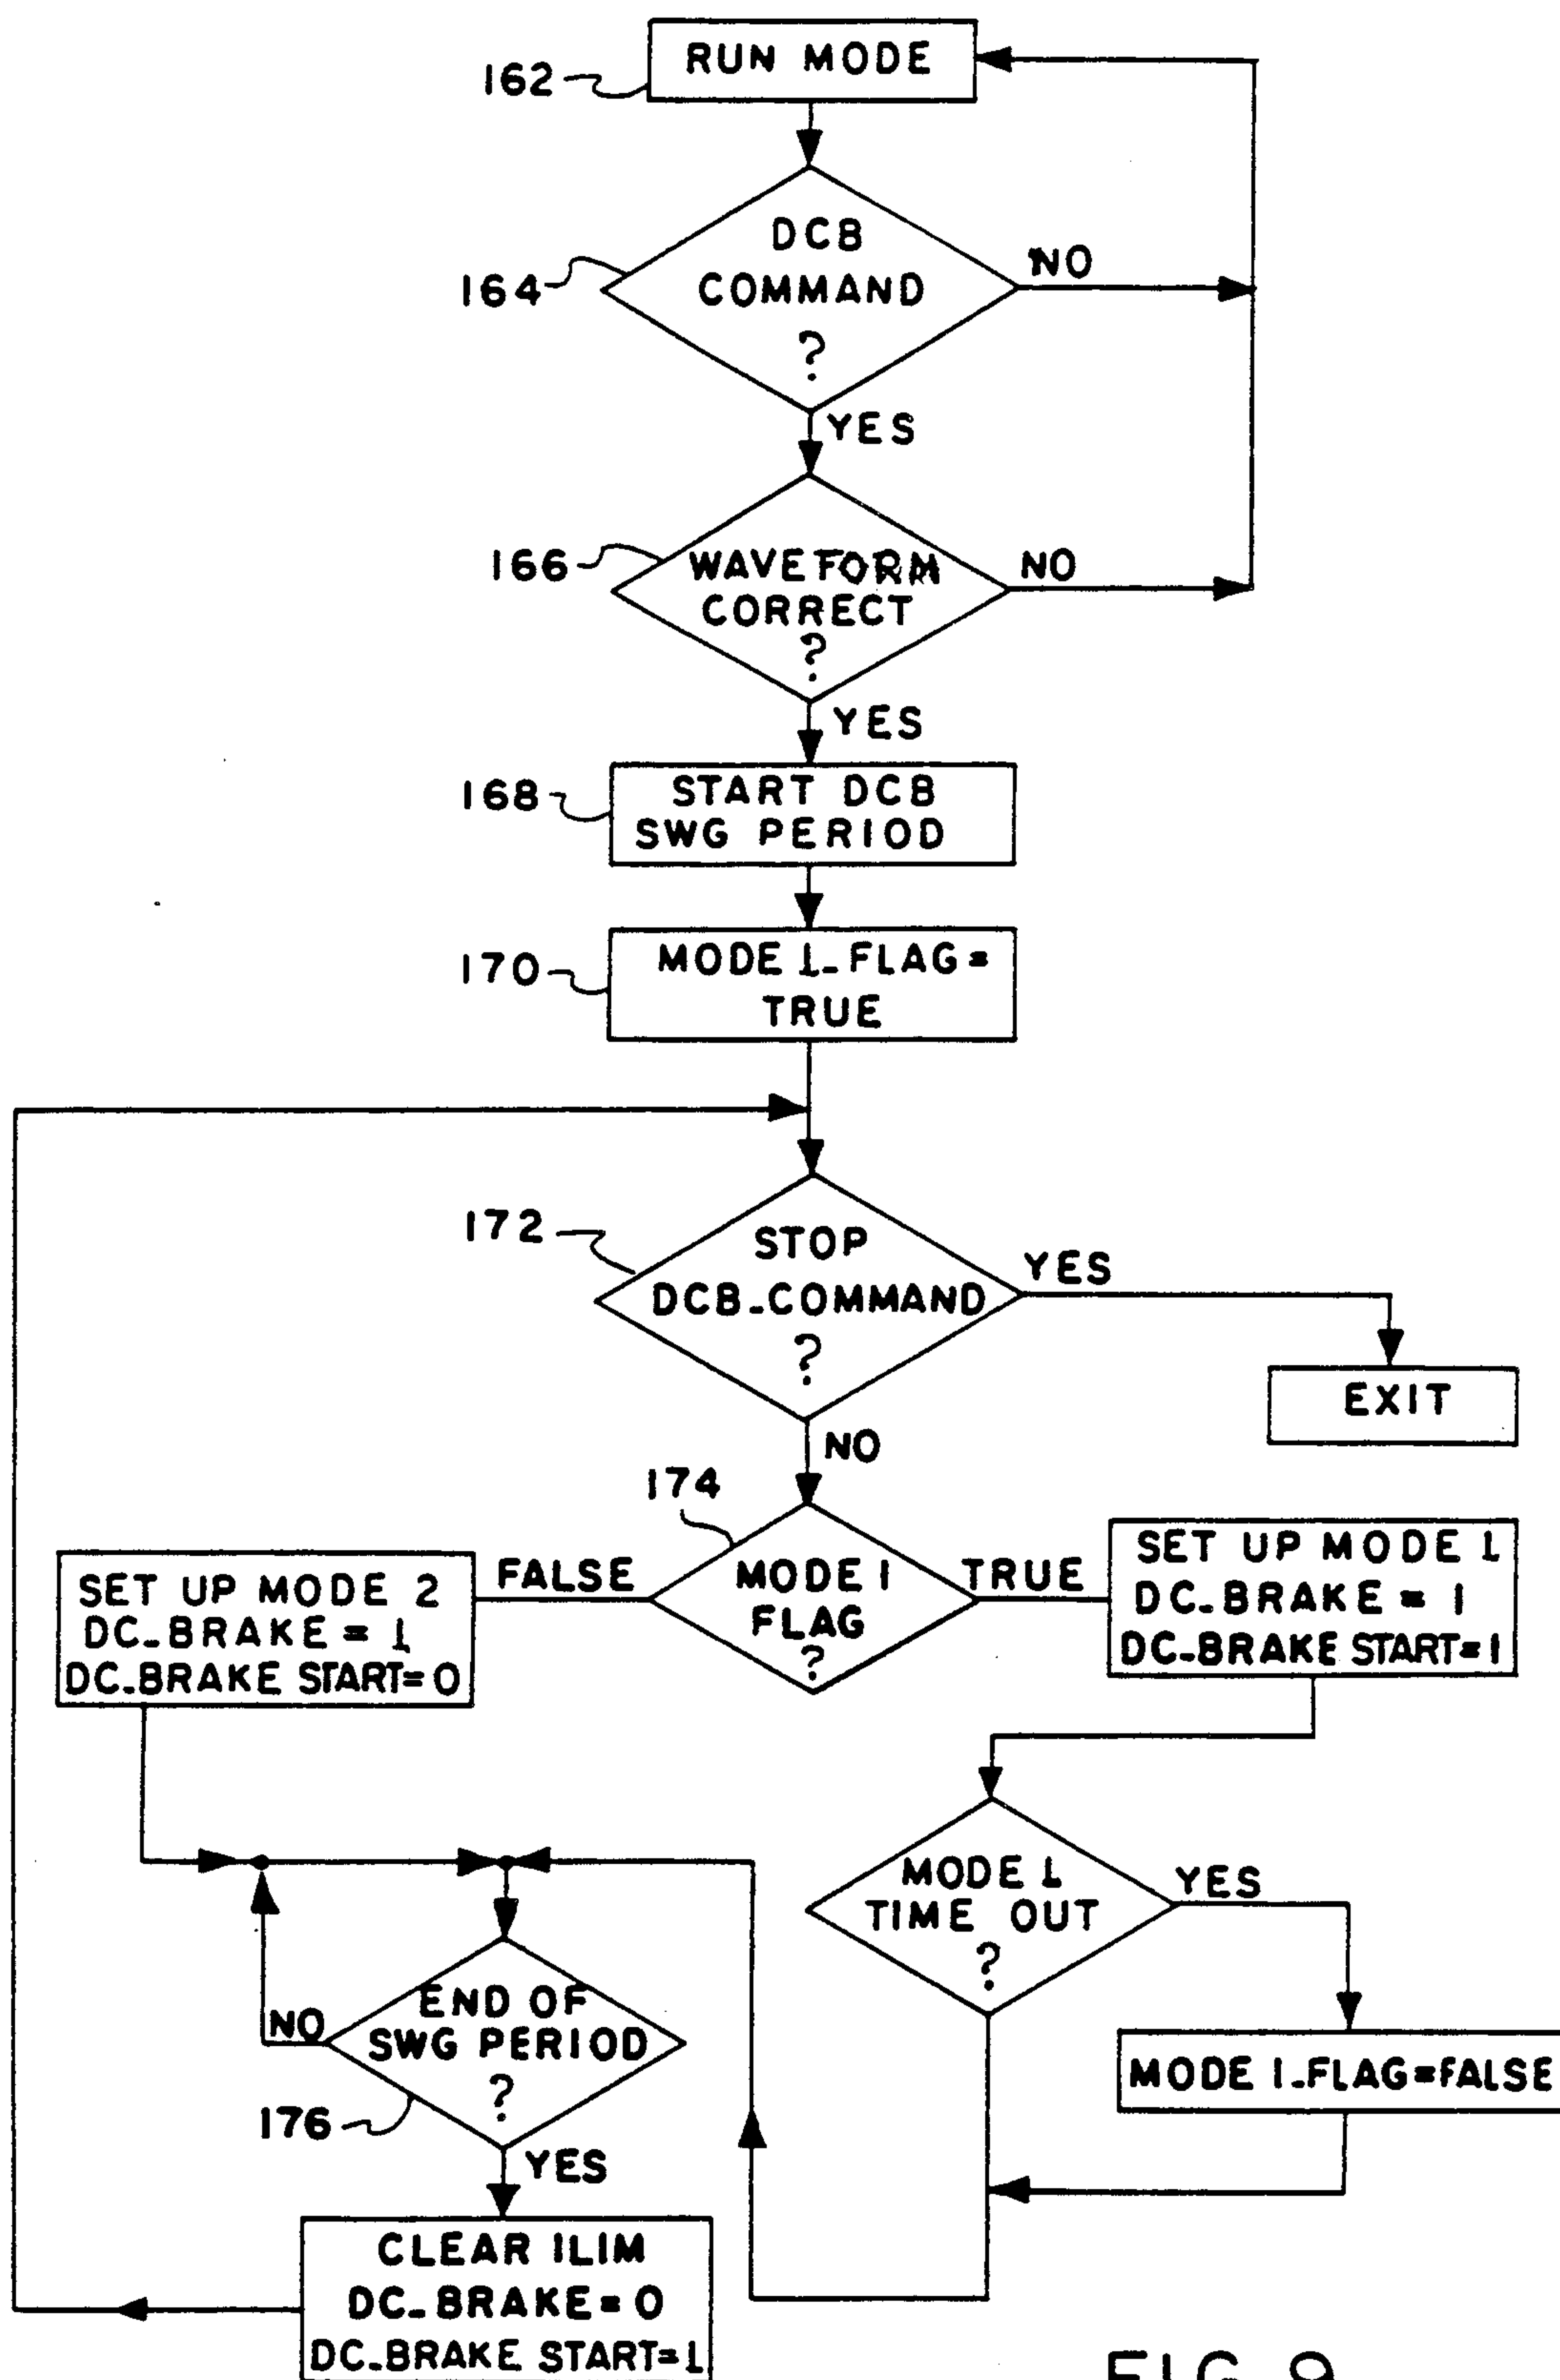 RUN MODE
162
DCB
COMMAND
?
164
NO
YES
166
WAVEFORM
CORRECT
?
NO
YES
168
START DCB
SWG PERIOD
170
MODE 1_FLAG =
TRUE
172
STOP
DCB_COMMAND
?
YES
EXIT
NO
174
MODE 1
FLAG
?
FALSE
TRUE
SET UP MODE 2
DC_BRAKE = 1
DC_BRAKE START=0
SET UP MODE 1
DC_BRAKE = 1
DC_BRAKE START=1
MODE 1
TIME OUT
?
YES
END OF
SWG PERIOD
?
NO
176
YES
MODE 1_FLAG=FALSE
CLEAR ILIM
DC_BRAKE=0
DC_BRAKE START=1
FIG. 9